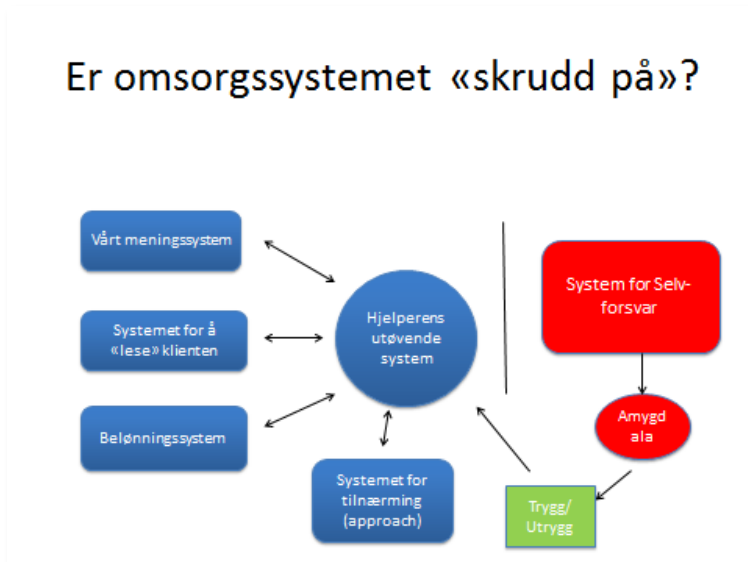 Er omsorgssystemet «skrudd på»?
Vårt meningssystem
Systemet for å
«lese» klienten
Belønningssystem
Hjelperens
utøvende
system
Systemet for
tilnærming
(approach)
System for Selv-
forsvar
Amygd
ala
Trygg/
Utrygg